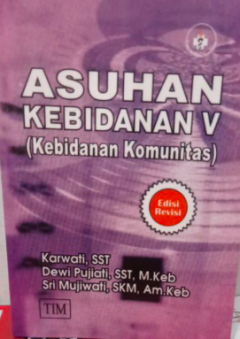 ASUHAN
KEBIDANAN V
(Kebidanan Komunitas)
Edisi
Revisi
Karwati, SST
Dewi Pujiati, SST, M.Keb
Sri Mujiwati, SKM, Am.Keb
TIM